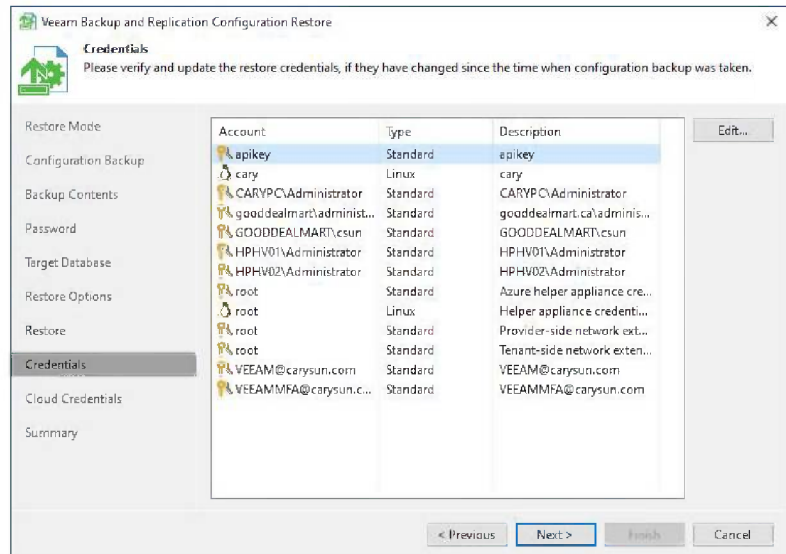 Veeam Backup and Replication Configuration Restore
Credentials
Please verify and update the restore credentials, if they have changed since the time when configuration backup was taken.
Restore Mode
Configuration Backup
Backup Contents
Password
Target Database
Restore Options
Restore
Credentials
Cloud Credentials
Summary
Account Type Description
apikey Standard apikey
cary Linux cary
CARYPC\Administrator Standard CARYPC\Administrator
gooddealmart\administ... Standard gooddealmart.ca\adminis...
GOODDEALMART\csun Standard GOODDEALMART\csun
HPHV01\Administrator Standard HPHV01\Administrator
HPHV02\Administrator Standard HPHV02\Administrator
root Standard Azure helper appliance cre...
root Linux Helper appliance credenti...
root Standard Provider-side network ext...
root Standard Tenant-side network exten...
VEEAM@carysun.com Standard VEEAM@carysun.com
VEEAMMFA@carysun.c... Standard VEEAMMFA@carysun.com
Edit...
< Previous Next > Finish Cancel